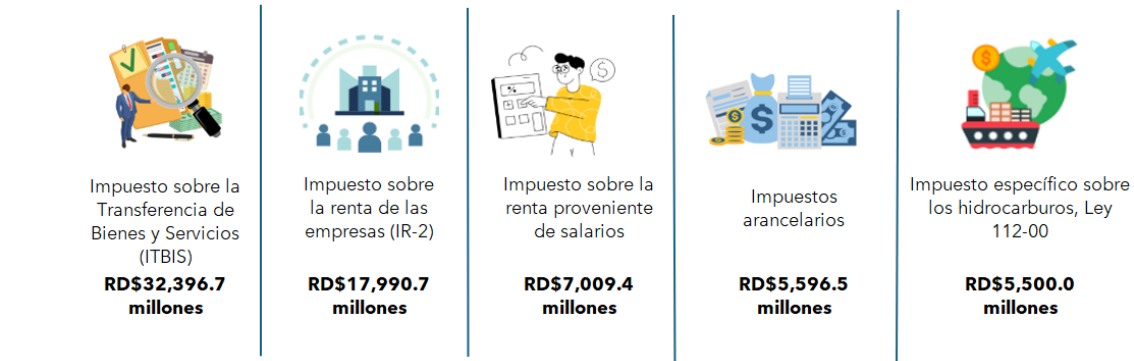 Impuesto sobre la
Transferencia de
Bienes y Servicios
(ITBIS)
RD$32,396.7
millones
Impuesto sobre
la renta de las
empresas (IR-2)
RD$17,990.7
millones
Impuesto sobre la
renta proveniente
de salarios
RD$7,009.4
millones
Impuestos
arancelarios
RD$5,596.5
millones
Impuesto específico sobre
los hidrocarburos, Ley
112-00
RD$5,500.0
millones